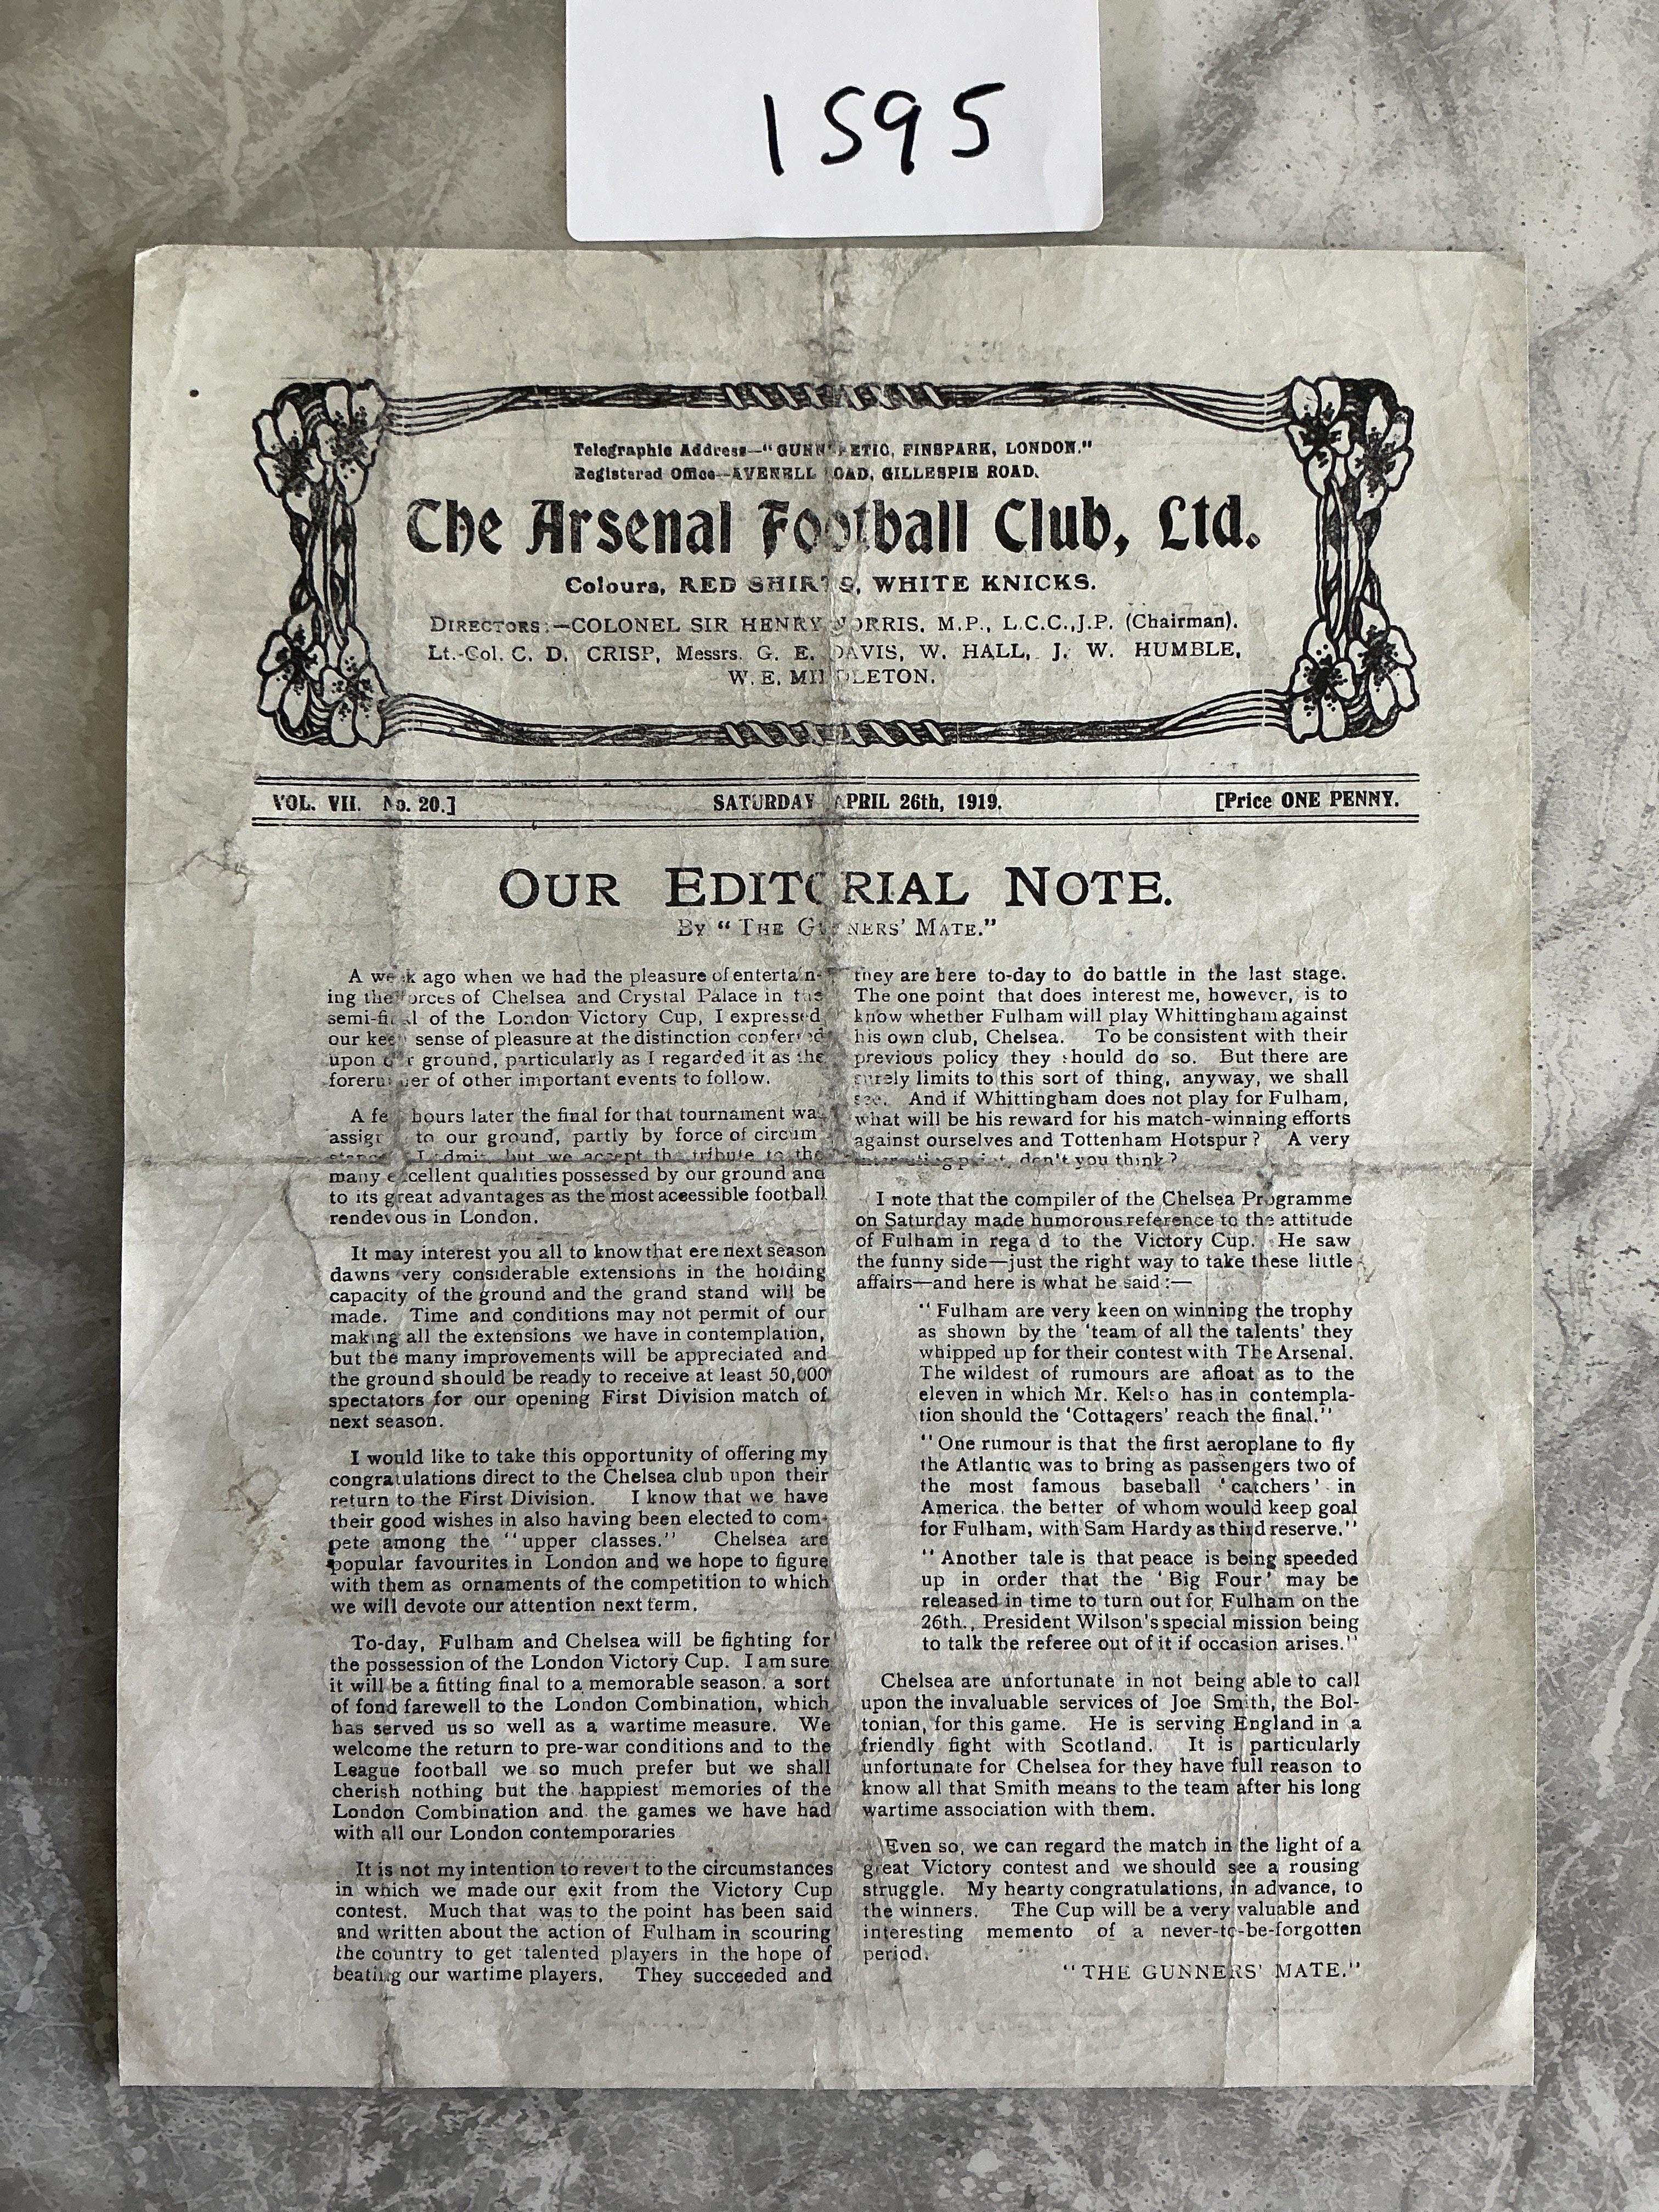 1595
Telegraphic Address—"GUNN ETIC, FINSPARK, LONDON."
Registered Office—AVENELL OAD, GILLESPIE ROAD.
The Arsenal Football Club, Ltd.
Colours, RED SHIRTS, WHITE KNICKS.
DIRECTORS:—COLONEL SIR HENRY NORRIS, M.P., L.C.C.,J.P. (Chairman).
Lt.-Col. C. D. CRISP, Messrs. G. E. DAVIS, W. HALL, J. W. HUMBLE,
W. E. MIDDLETON.
VOL. VII. No. 20.] SATURDAY APRIL 26th, 1919. [Price ONE PENNY.
OUR EDITORIAL NOTE.
By "THE GUNNERS' MATE."
A week ago when we had the pleasure of entertain-
ing the forces of Chelsea and Crystal Palace in the
semi-final of the London Victory Cup, I expressed
our keen sense of pleasure at the distinction conferred
upon our ground, particularly as I regarded it as the
forerunner of other important events to follow.
A few hours later the final for that tournament was
assigned to our ground, partly by force of circum
stance I admit, but we accept the tribute to the
many excellent qualities possessed by our ground and
to its great advantages as the most accessible football
rendevous in London.
It may interest you all to know that ere next season
dawns very considerable extensions in the holding
capacity of the ground and the grand stand will be
made. Time and conditions may not permit of our
making all the extensions we have in contemplation,
but the many improvements will be appreciated and
the ground should be ready to receive at least 50,000
spectators for our opening First Division match of
next season.
I would like to take this opportunity of offering my
congratulations direct to the Chelsea club upon their
return to the First Division. I know that we have
their good wishes in also having been elected to com-
pete among the "upper classes." Chelsea are
popular favourites in London and we hope to figure
with them as ornaments of the competition to which
we will devote our attention next term.
To-day, Fulham and Chelsea will be fighting for
the possession of the London Victory Cup. I am sure
it will be a fitting final to a memorable season, a sort
of fond farewell to the London Combination, which
has served us so well as a wartime measure. We
welcome the return to pre-war conditions and to the
League football we so much prefer but we shall
cherish nothing but the happiest memories of the
London Combination and the games we have had
with all our London contemporaries
It is not my intention to revert to the circumstances
in which we made our exit from the Victory Cup
contest. Much that was to the point has been said
and written about the action of Fulham in scouring
the country to get talented players in the hope of
beating our wartime players. They succeeded and
they are here to-day to do battle in the last stage.
The one point that does interest me, however, is to
know whether Fulham will play Whittingham against
his own club, Chelsea. To be consistent with their
previous policy they should do so. But there are
surely limits to this sort of thing, anyway, we shall
see. And if Whittingham does not play for Fulham,
what will be his reward for his match-winning efforts
against ourselves and Tottenham Hotspur? A very
interesting point, don't you think?
I note that the compiler of the Chelsea Programme
on Saturday made humorous reference to the attitude
of Fulham in rega d to the Victory Cup. He saw
the funny side—just the right way to take these little
affairs—and here is what he said:—
"Fulham are very keen on winning the trophy
as shown by the 'team of all the talents' they
whipped up for their contest with The Arsenal.
The wildest of rumours are afloat as to the
eleven in which Mr. Kelso has in contempla-
tion should the 'Cottagers' reach the final."
"One rumour is that the first aeroplane to fly
the Atlantic was to bring as passengers two of
the most famous baseball 'catchers' in
America, the better of whom would keep goal
for Fulham, with Sam Hardy as third reserve."
"Another tale is that peace is being speeded
up in order that the 'Big Four' may be
released in time to turn out for Fulham on the
26th., President Wilson's special mission being
to talk the referee out of it if occasion arises."
Chelsea are unfortunate in not being able to call
upon the invaluable services of Joe Smith, the Bol-
tonian, for this game. He is serving England in a
friendly fight with Scotland. It is particularly
unfortunate for Chelsea for they have full reason to
know all that Smith means to the team after his long
wartime association with them.
Even so, we can regard the match in the light of a
great Victory contest and we should see a rousing
struggle. My hearty congratulations, in advance, to
the winners. The Cup will be a very valuable and
interesting memento of a never-to-be-forgotten
period.
"THE GUNNERS' MATE."